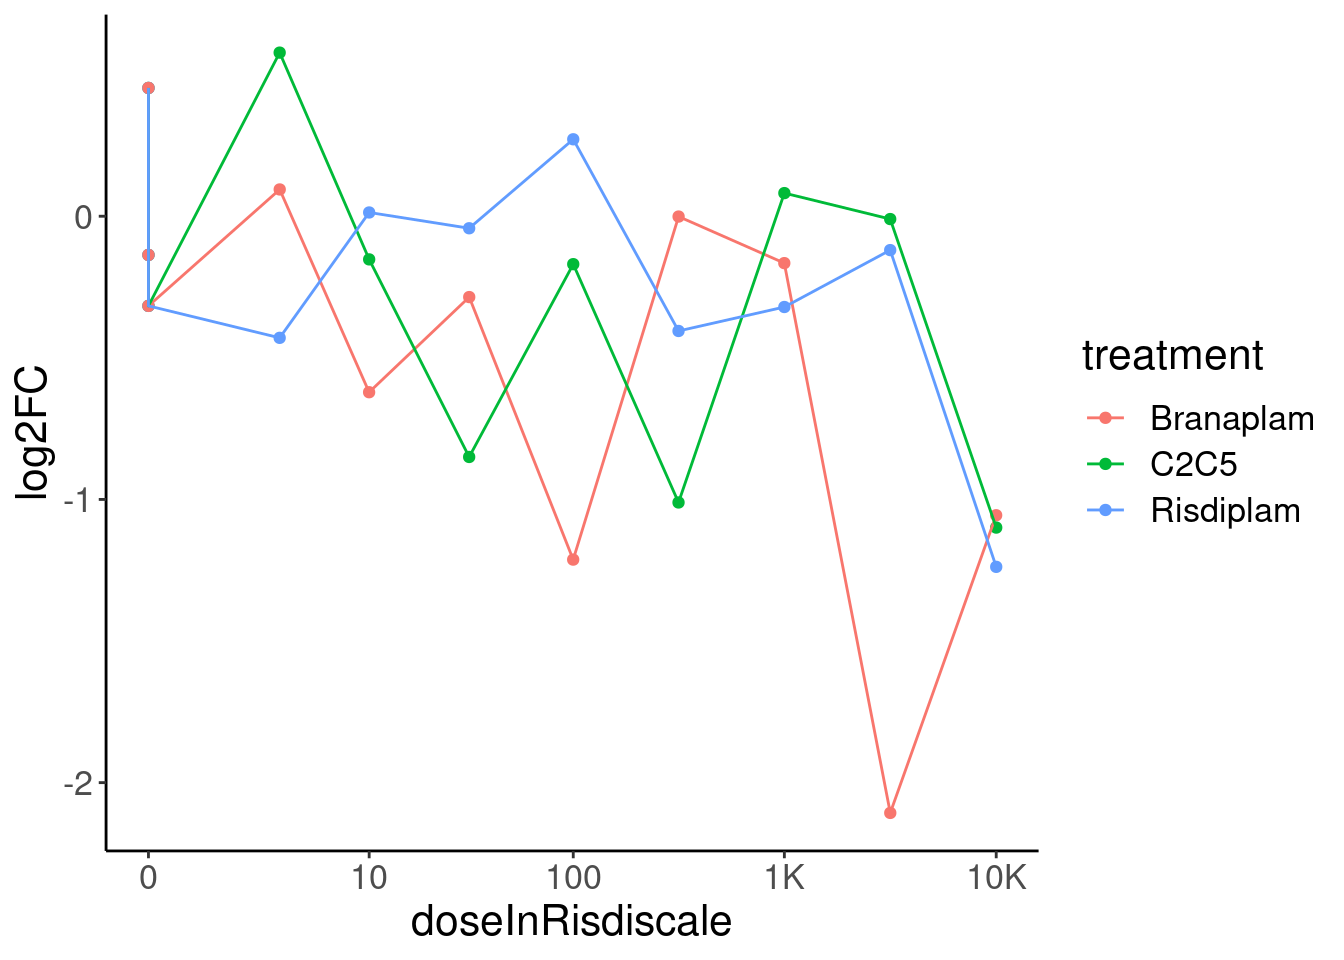 0
-1
-2
log2FC
0 10 100 1K 10K
doseInRisdiscale
treatment
Branaplam
C2C5
Risdiplam